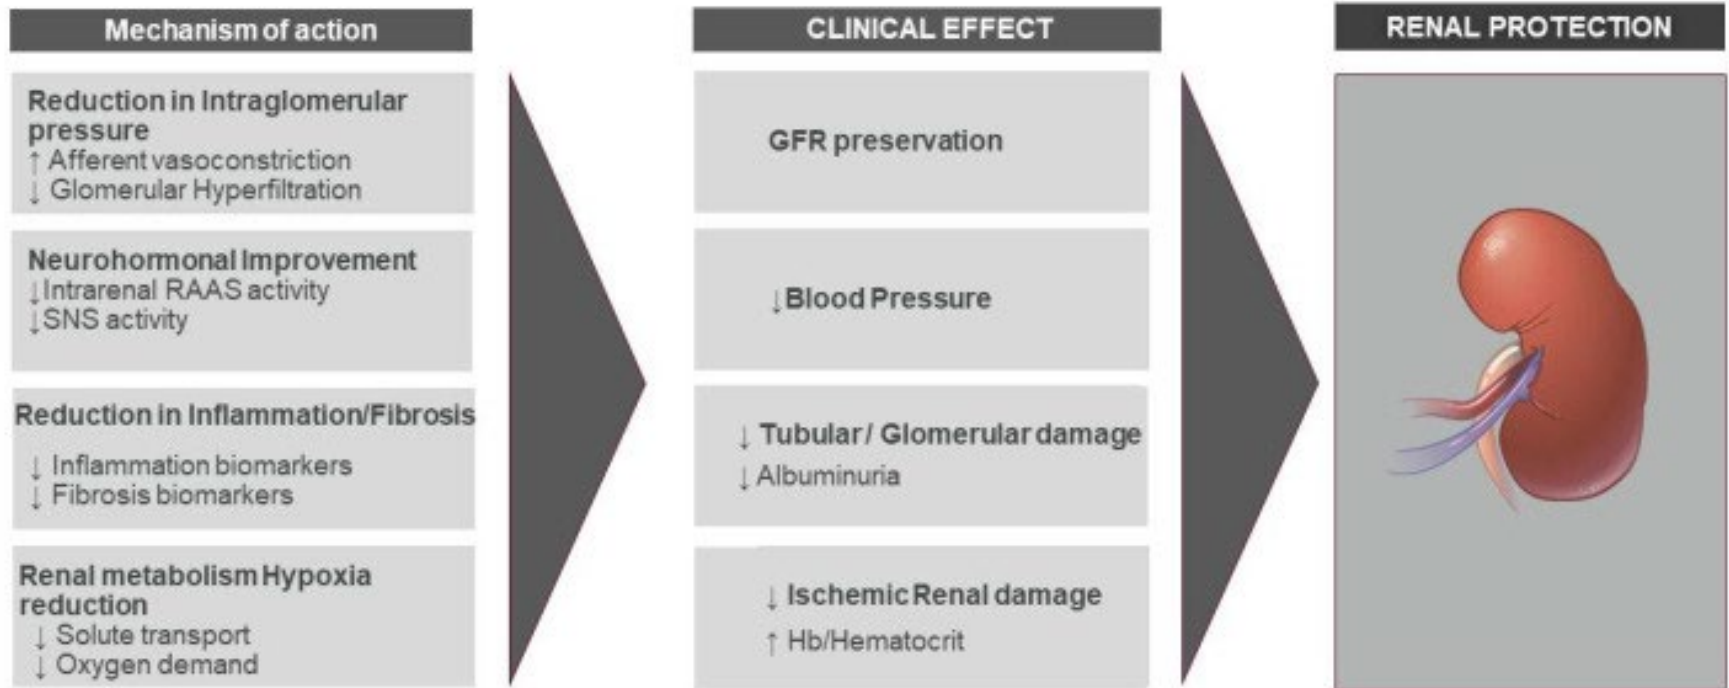 Mechanism of action
Reduction in Intraglomerular
pressure
↑ Afferent vasoconstriction
↓ Glomerular Hyperfiltration
Neurohormonal Improvement
↓Intrarenal RAAS activity
↓SNS activity
Reduction in Inflammation/Fibrosis
↓ Inflammation biomarkers
↓ Fibrosis biomarkers
Renal metabolism Hypoxia
reduction
↓ Solute transport
↓ Oxygen demand
CLINICAL EFFECT
GFR preservation
↓Blood Pressure
↓ Tubular / Glomerular damage
↓ Albuminuria
↓ Ischemic Renal damage
↑ Hb/Hematocrit
RENAL PROTECTION